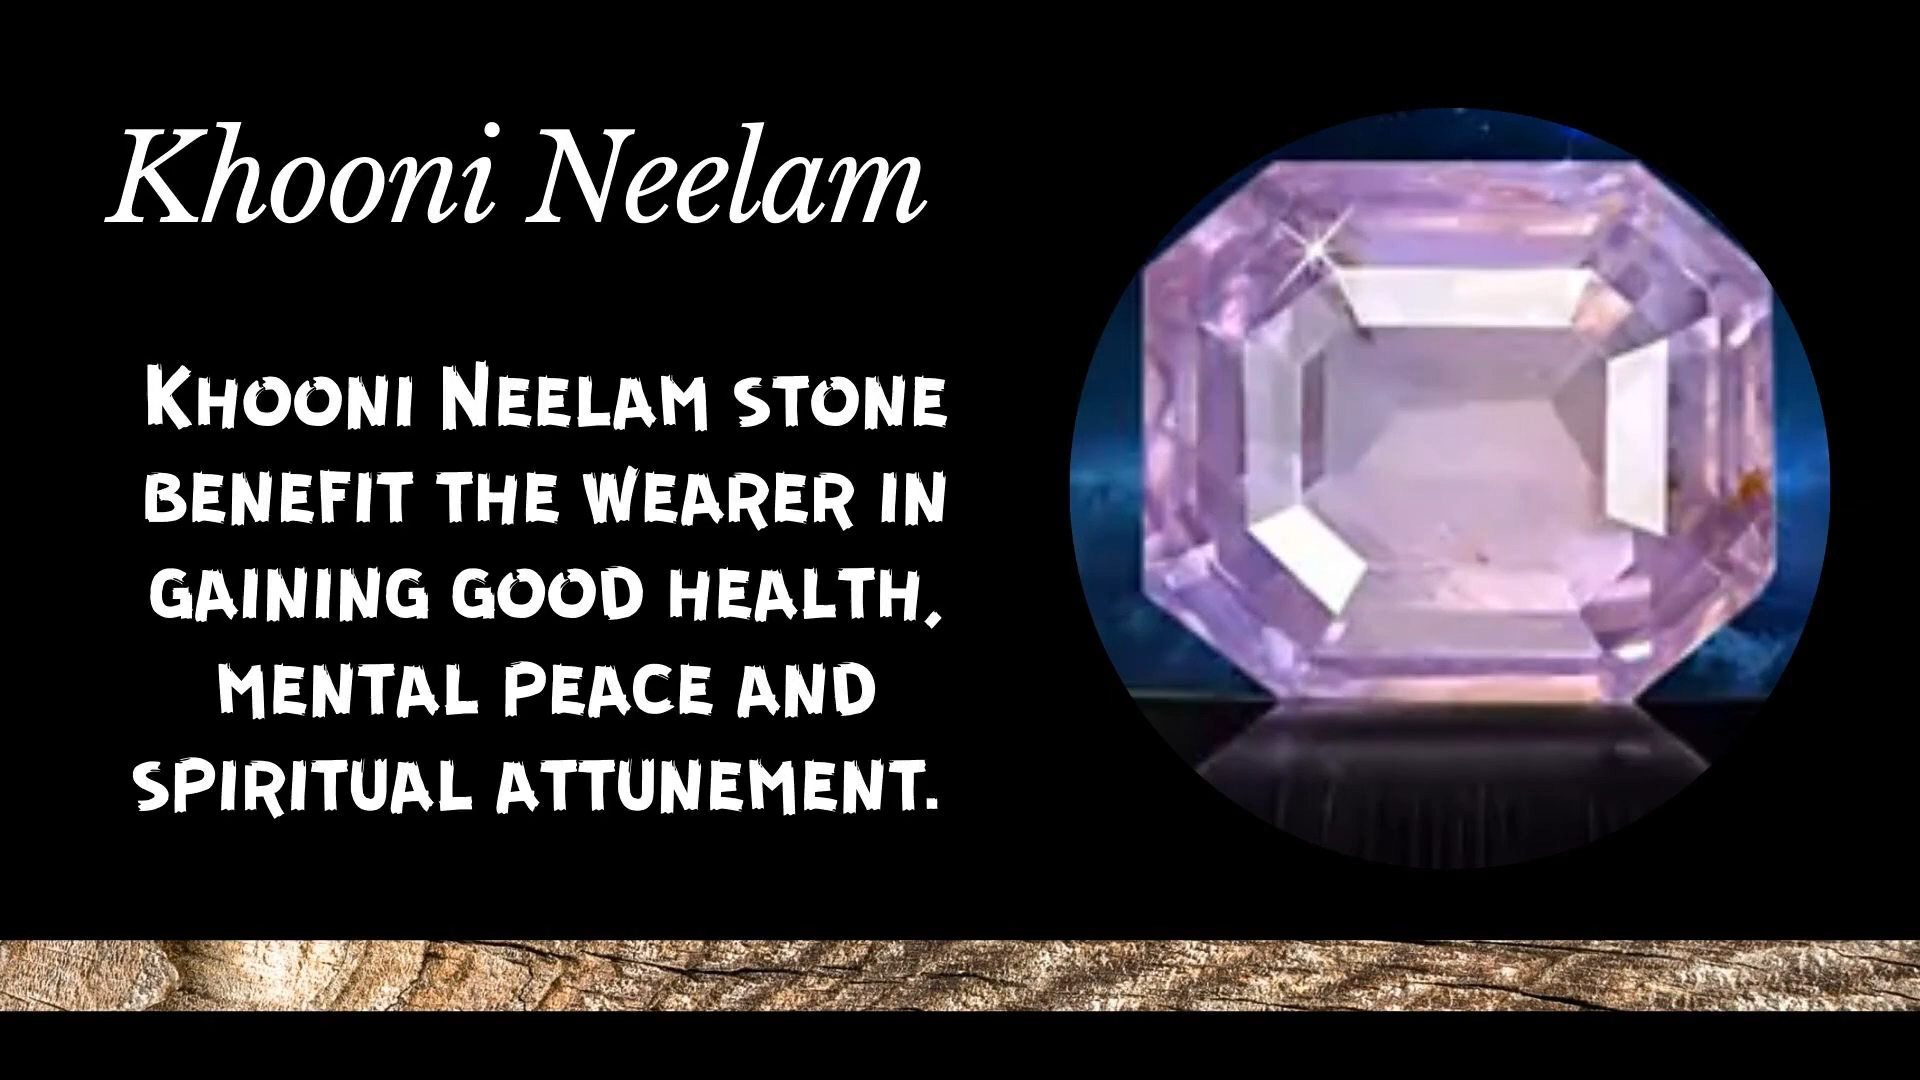 Khooni Neelam
Khooni Neelam stone
benefit the wearer in
gaining good health,
mental peace and
spiritual attunement.